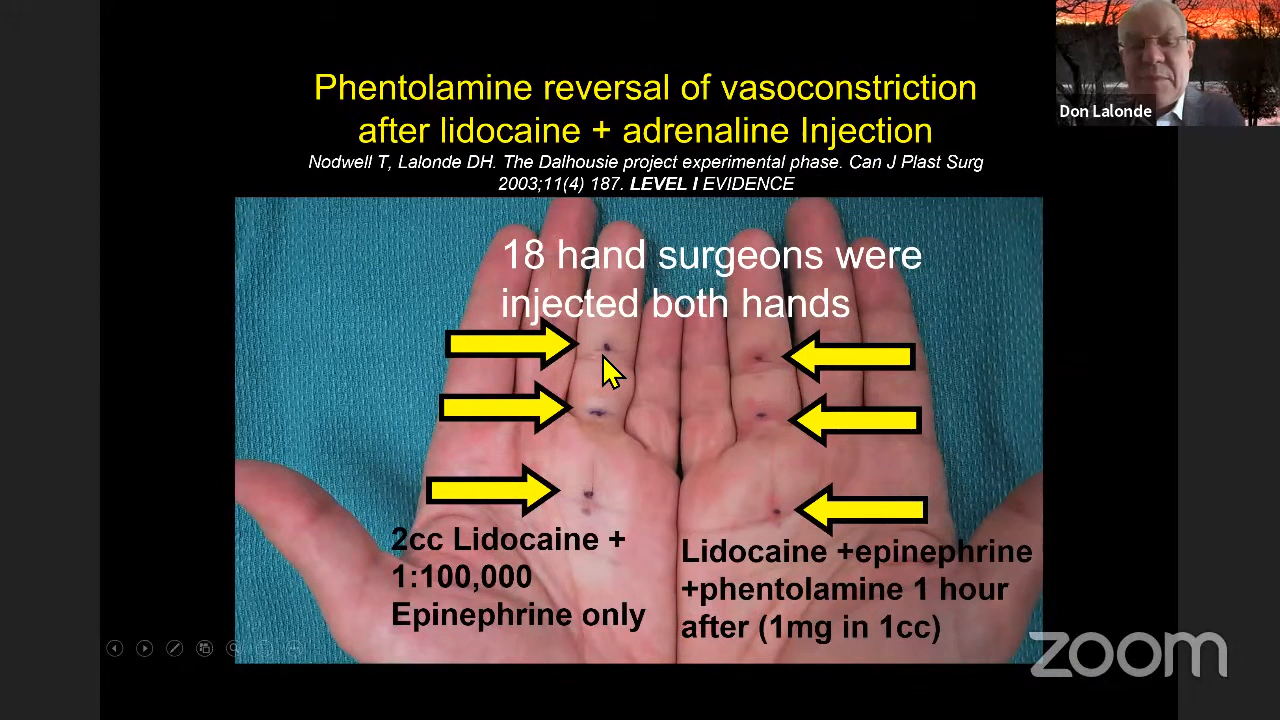 Phentolamine reversal of vasoconstriction
after lidocaine + adrenaline Injection
Nodwell T, Lalonde DH. The Dalhousie project experimental phase. Can J Plast Surg
2003;11(4) 187. LEVEL I EVIDENCE
Don Lalonde
18 hand surgeons were
injected both hands
2cc Lidocaine +
1:100,000
Epinephrine only
Lidocaine +epinephrine
+phentolamine 1 hour
after (1mg in 1cc)
zoom